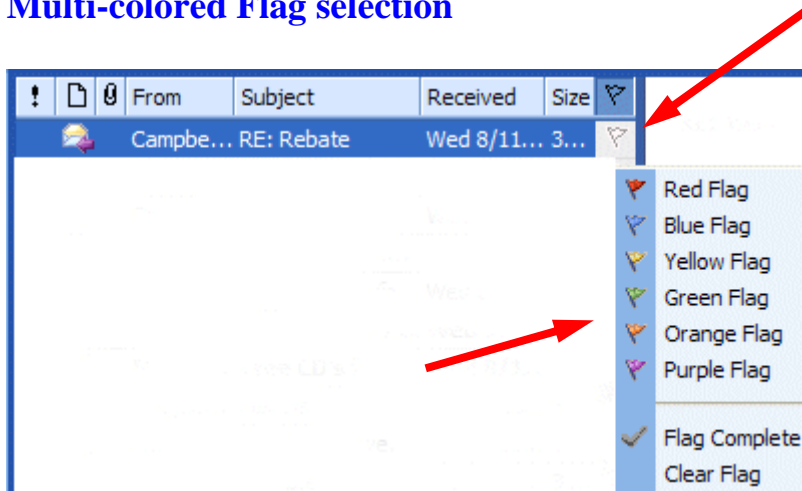 Multi-colored Flag selection
! From Subject Received Size
Campbe... RE: Rebate Wed 8/11... 3...
Red Flag
Blue Flag
Yellow Flag
Green Flag
Orange Flag
Purple Flag
Flag Complete
Clear Flag